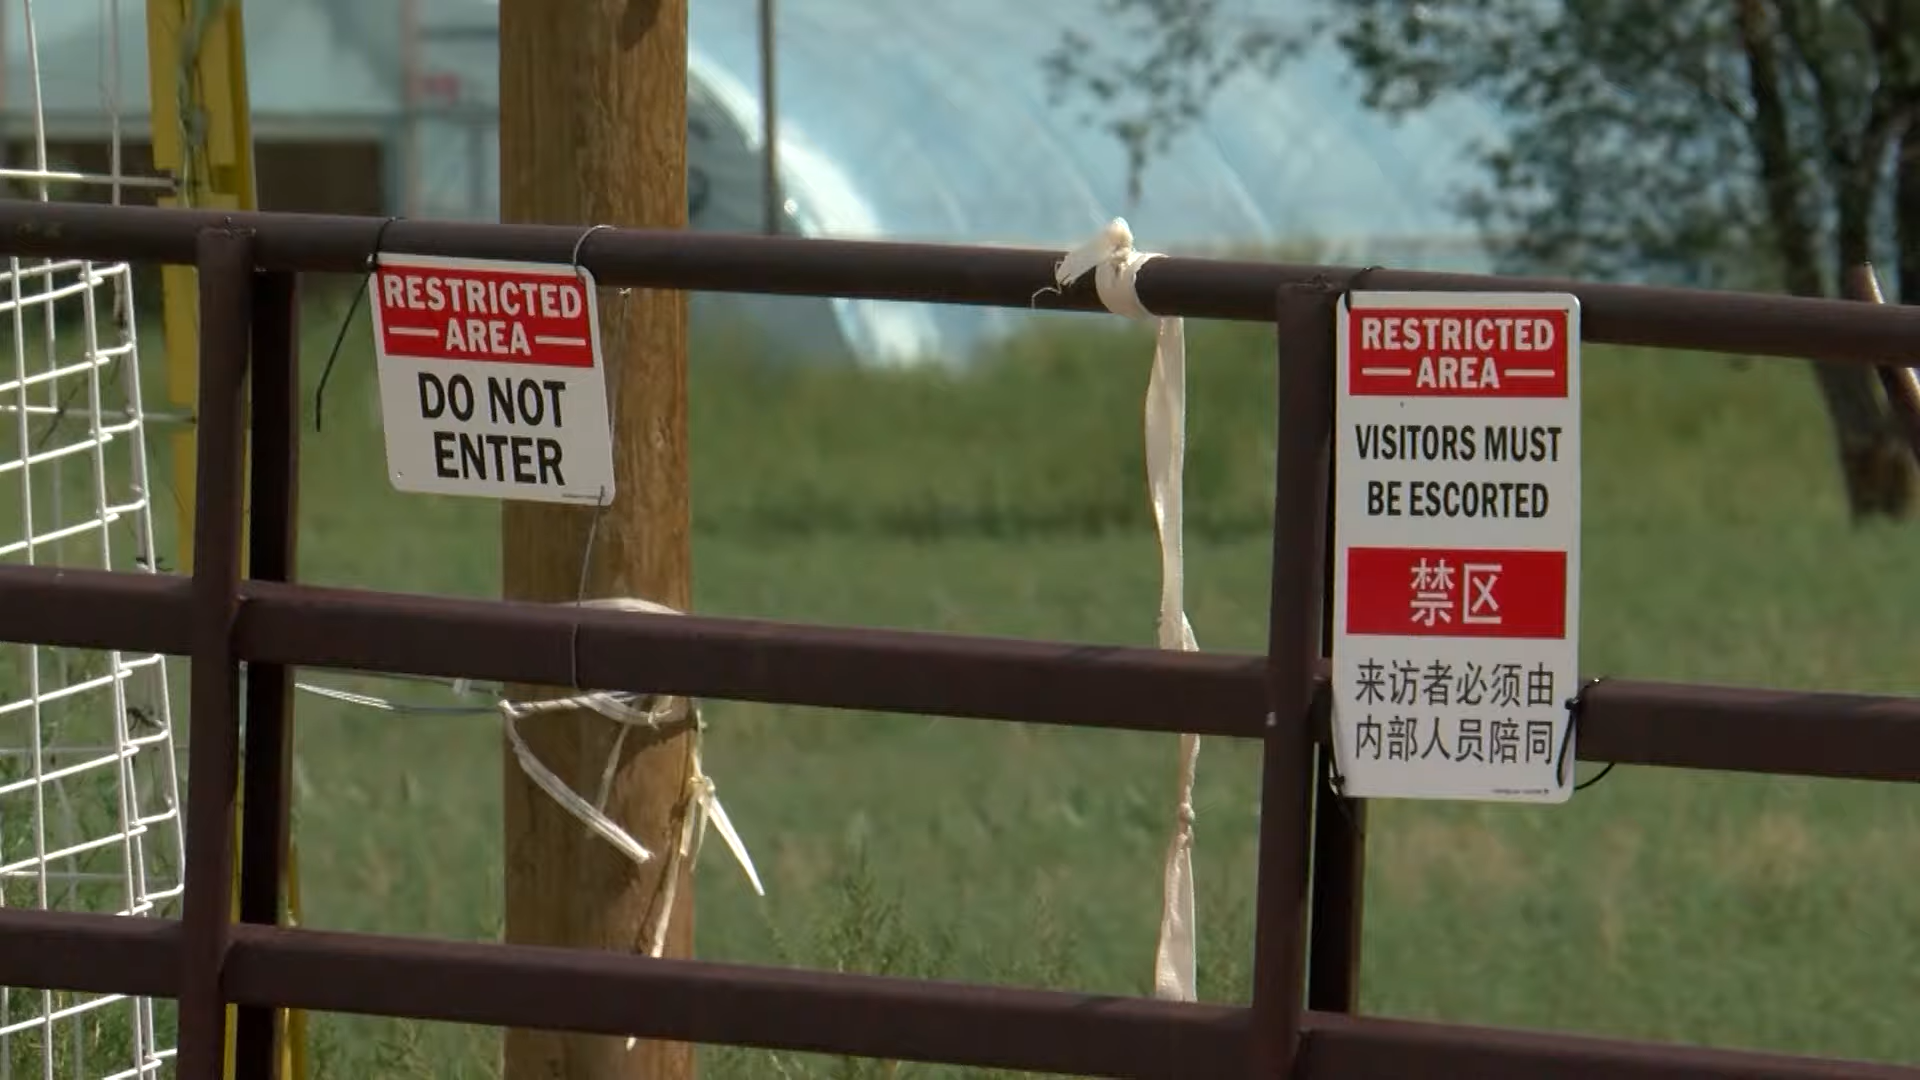 RESTRICTED
AREA
DO NOT
ENTER
RESTRICTED
AREA
VISITORS MUST
BE ESCORTED
禁区
来访者必须由
内部人员陪同